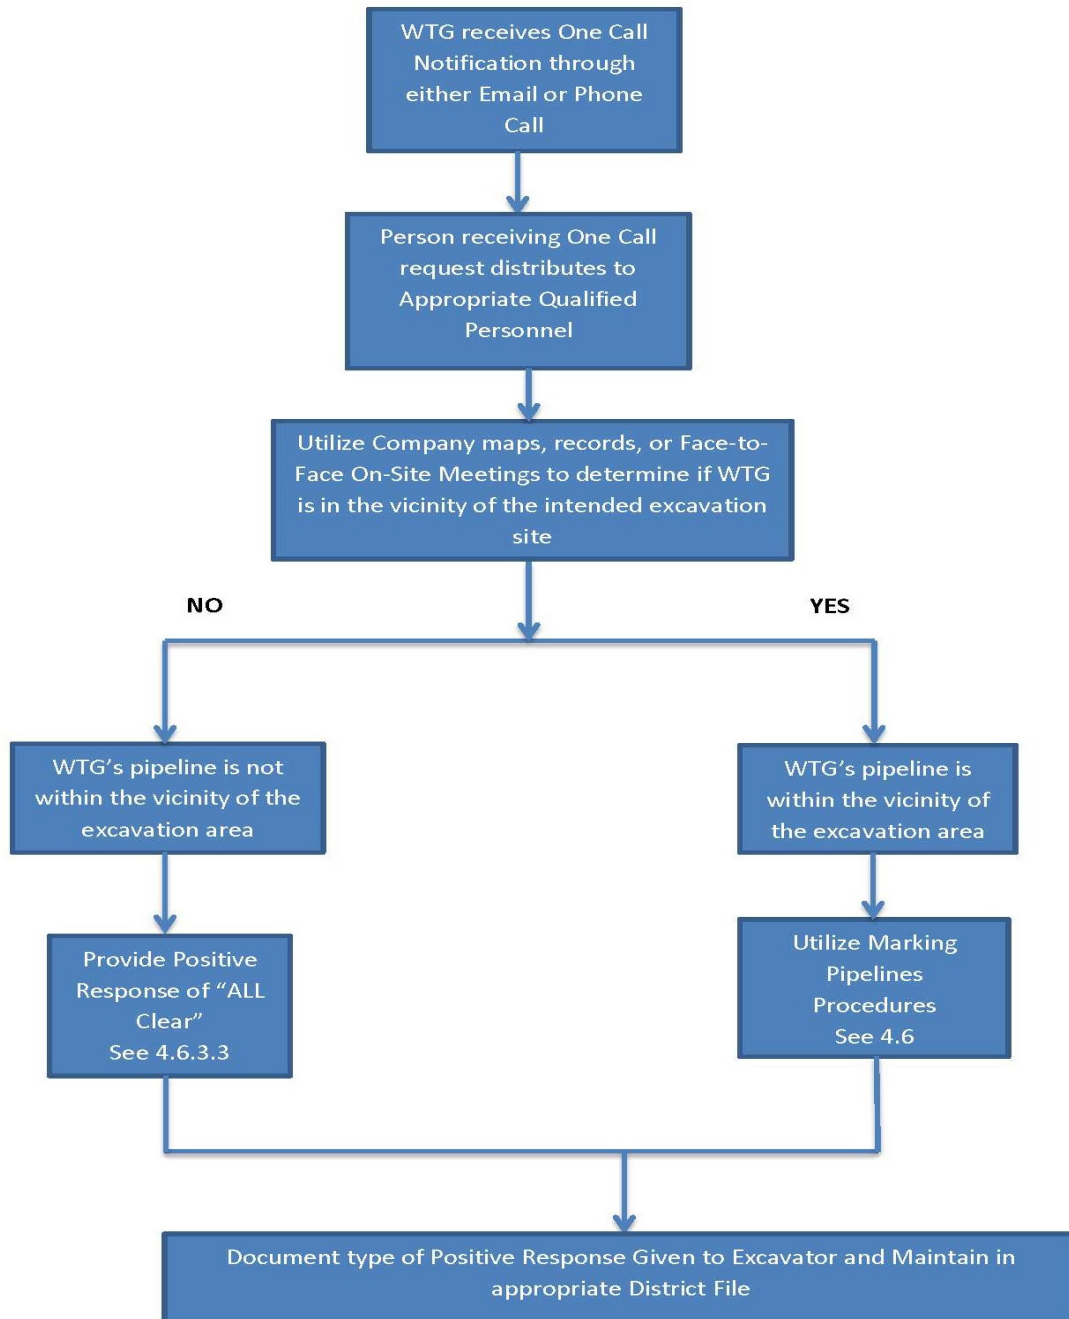 WTG receives One Call
Notification through
either Email or Phone
Call
Person receiving One Call
request distributes to
Appropriate Qualified
Personnel
Utilize Company maps, records, or Face-to-
Face On-Site Meetings to determine if WTG
is in the vicinity of the intended excavation
site
NO
YES
WTG's pipeline is not
within the vicinity of the
excavation area
WTG's pipeline is
within the vicinity of
the excavation area
Provide Positive
Response of “ALL
Clear”
See 4.6.3.3
Utilize Marking
Pipelines
Procedures
See 4.6
Document type of Positive Response Given to Excavator and Maintain in
appropriate District File